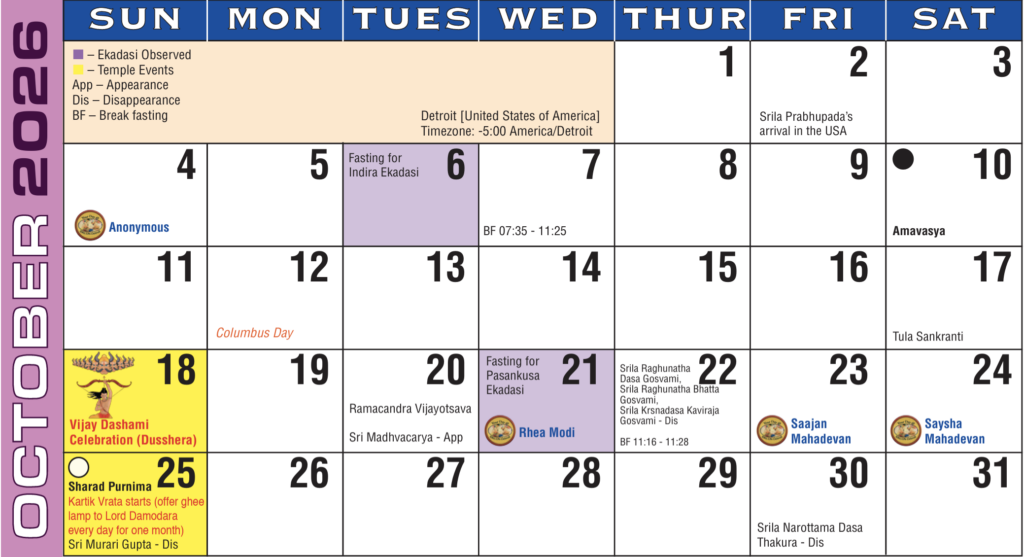 OCTOBER 2026
SUN MON TUES WED THUR FRI SAT
– Ekadasi Observed
– Temple Events
App – Appearance
Dis – Disappearance
BF – Break fasting
Detroit [United States of America]
Timezone: -5:00 America/Detroit
1
2
Srila Prabhupada's
arrival in the USA
3
4
Anonymous
5
Fasting for
Indira Ekadasi
6
7
BF 07:35 - 11:25
8
9
10
Amavasya
11
12
Columbus Day
13
14
15
16
17
Tula Sankranti
18
Vijay Dashami
Celebration (Dusshera)
19
20
Ramacandra Vijayotsava
Sri Madhvacarya - App
Fasting for
Pasankusa
Ekadasi
21
Rhea Modi
Srila Raghunatha
Dasa Gosvami,
Srila Raghunatha Bhatta
Gosvami,
Srila Krsnadasa Kaviraja
Gosvami - Dis
22
BF 11:16 - 11:28
23
Saajan
Mahadevan
24
Saysha
Mahadevan
25
Sharad Purnima
Kartik Vrata starts (offer ghee
lamp to Lord Damodara
every day for one month)
Sri Murari Gupta - Dis
26
27
28
29
30
Srila Narottama Dasa
Thakura - Dis
31